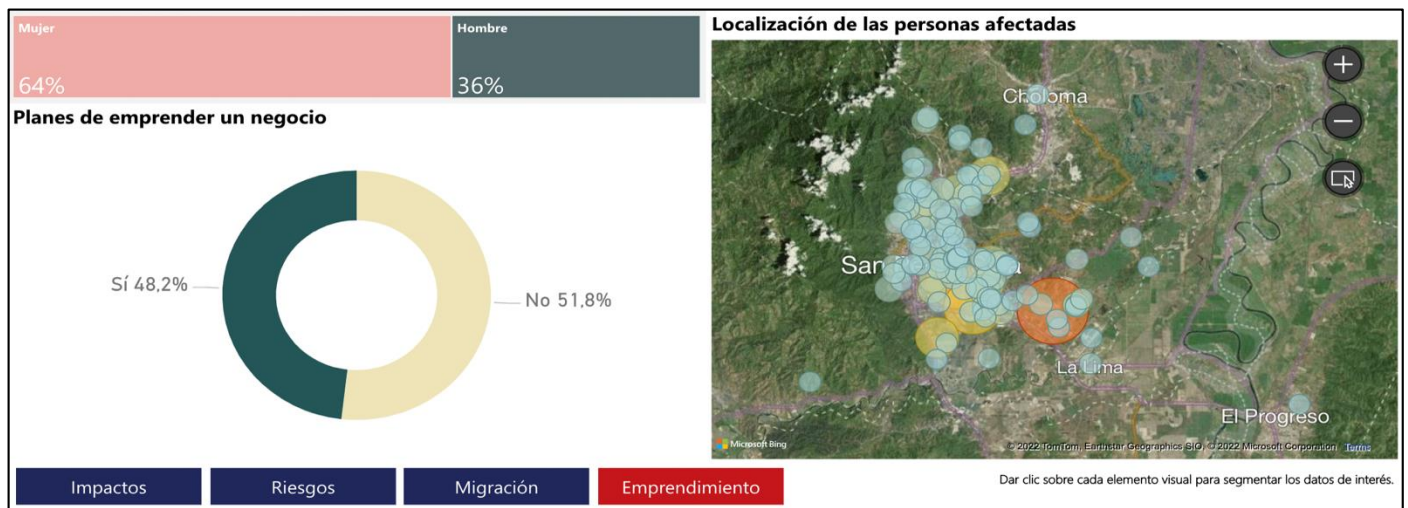 Mujer
64%
Hombre
36%
Planes de emprender un negocio
Sí 48,2%
No 51,8%
Localización de las personas afectadas
Choloma
La Lima
El Progreso
Microsoft Bing
© 2022 TomTom, Earthstar Geographics SIO, © 2022 Microsoft Corporation Terms
Impactos
Riesgos
Migración
Emprendimiento
Dar clic sobre cada elemento visual para segmentar los datos de interés.